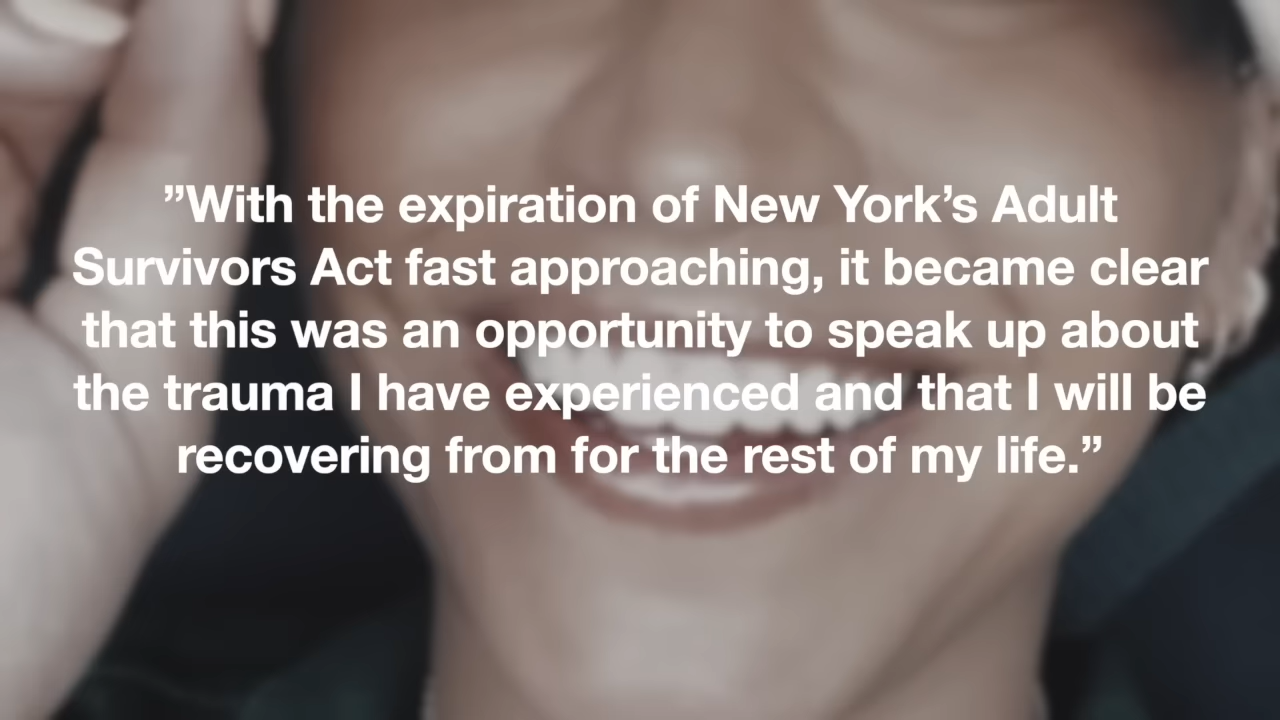 ”With the expiration of New York’s Adult
Survivors Act fast approaching, it became clear
that this was an opportunity to speak up about
the trauma I have experienced and that I will be
recovering from for the rest of my life.”